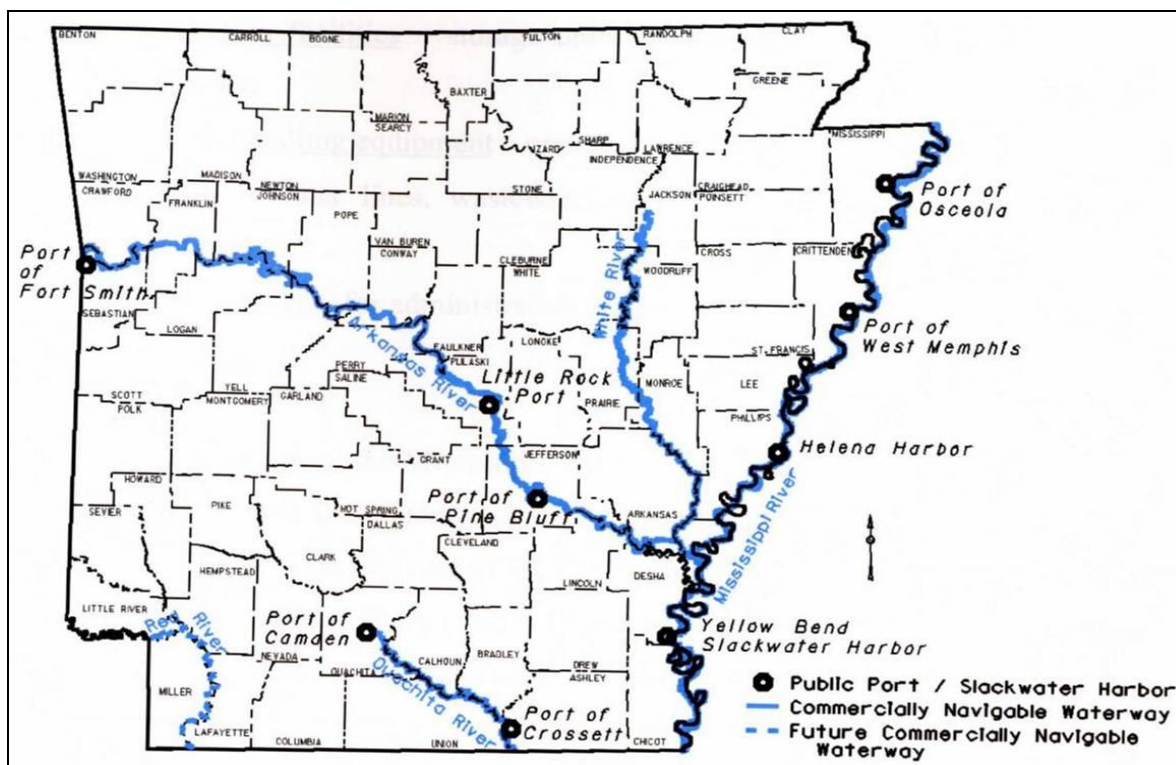 BENTON
CARROLL
BOONE
FULTON
RANDOLPH
CLAY
GREENE
BAXTER
MARION
SEARCY
SHARP
INDEPENDENCE
LAWRENCE
MISSISSIPPI
WASHINGTON
CRAWFORD
MADISON
FRANKLIN
NEWTON
JOHNSON
POPE
STONE
JACKSON
CRAIGHEAD
POINSETT
Port of
Osceola
VAN BUREN
CONWAY
CLEBURNE
WHITE
WOODRUFF
CROSS
CRITTENDEN
Port
of
Fort Smith
SEBASTIAN
LOGAN
for administrati
White River
Port of
West Memphis
Arkansas River
FAULKNER
PULASKI
LONOKE
ST. FRANCIS
LEE
PERRY
SALINE
Little Rock
Port
PRAIRIE
MONROE
PHILLIPS
SCOTT
POLK
YELL
MONTGOMERY
GARLAND
GRANT
JEFFERSON
Helena Harbor
HOWARD
SEVIER
PIKE
HOT SPRING
DALLAS
Port of
Pine Bluff
ARKANSAS
Mississippi River
CLARK
CLEVELAND
HEMPSTEAD
LINCOLN
DESHA
LITTLE RIVER
Red River
Port of
Camden
NEVADA
OUACHITA
CALHOUN
BRADLEY
DREW
ASHLEY
Yellow Bend
Slackwater Harbor
MILLER
LAFAYETTE
COLUMBIA
UNION
Ouachita River
Port of
Crossett
CHICOT
Public Port / Slackwater Harbor
Commercially Navigable Waterway
Future Commercially Navigable
Waterway